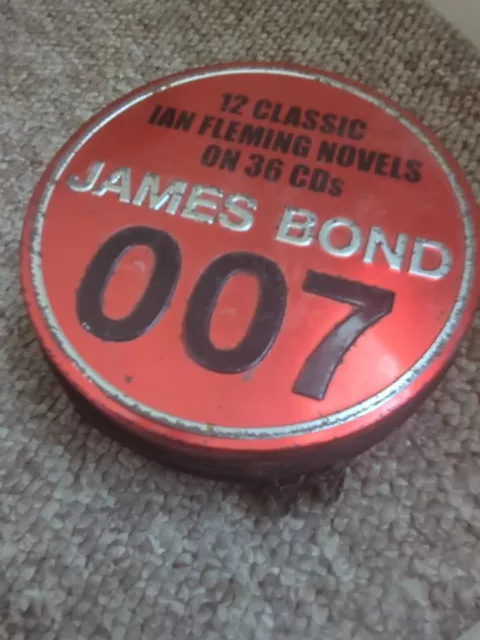 12 CLASSIC
IAN FLEMING NOVELS
ON 36 CDs
JAMES BOND
007